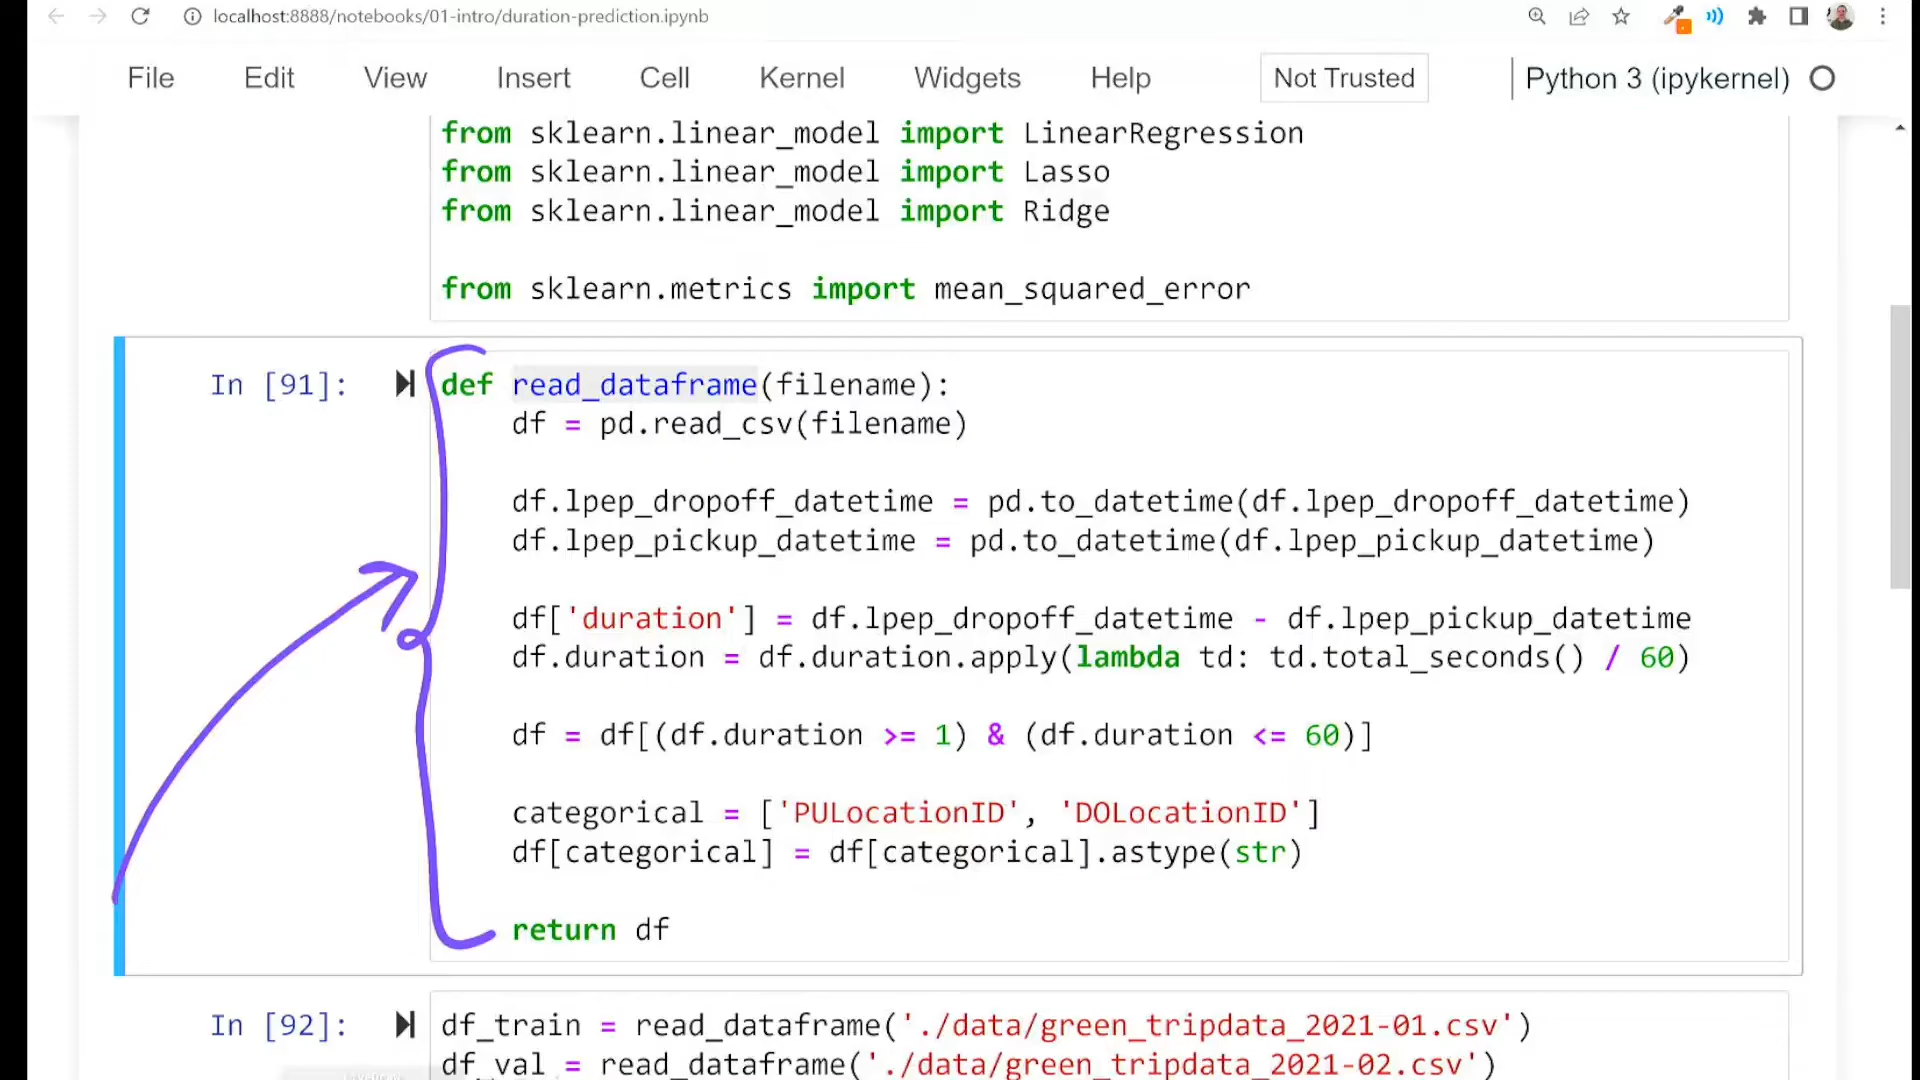 localhost:8888/notebooks/01-intro/duration-prediction.ipynb
File Edit View Insert Cell Kernel Widgets Help Not Trusted Python 3 (ipykernel)
from sklearn.linear_model import LinearRegression
from sklearn.linear_model import Lasso
from sklearn.linear_model import Ridge
from sklearn.metrics import mean_squared_error
In [91]: def read_dataframe(filename):
df = pd.read_csv(filename)
df.lpep_dropoff_datetime = pd.to_datetime(df.lpep_dropoff_datetime)
df.lpep_pickup_datetime = pd.to_datetime(df.lpep_pickup_datetime)
df['duration'] = df.lpep_dropoff_datetime - df.lpep_pickup_datetime
df.duration = df.duration.apply(lambda td: td.total_seconds() / 60)
df = df[(df.duration >= 1) & (df.duration <= 60)]
categorical = ['PULocationID', 'DOLocationID']
df[categorical] = df[categorical].astype(str)
return df
In [92]: df_train = read_dataframe('./data/green_tripdata_2021-01.csv')
df_val = read_dataframe('./data/green_tripdata_2021-02.csv')